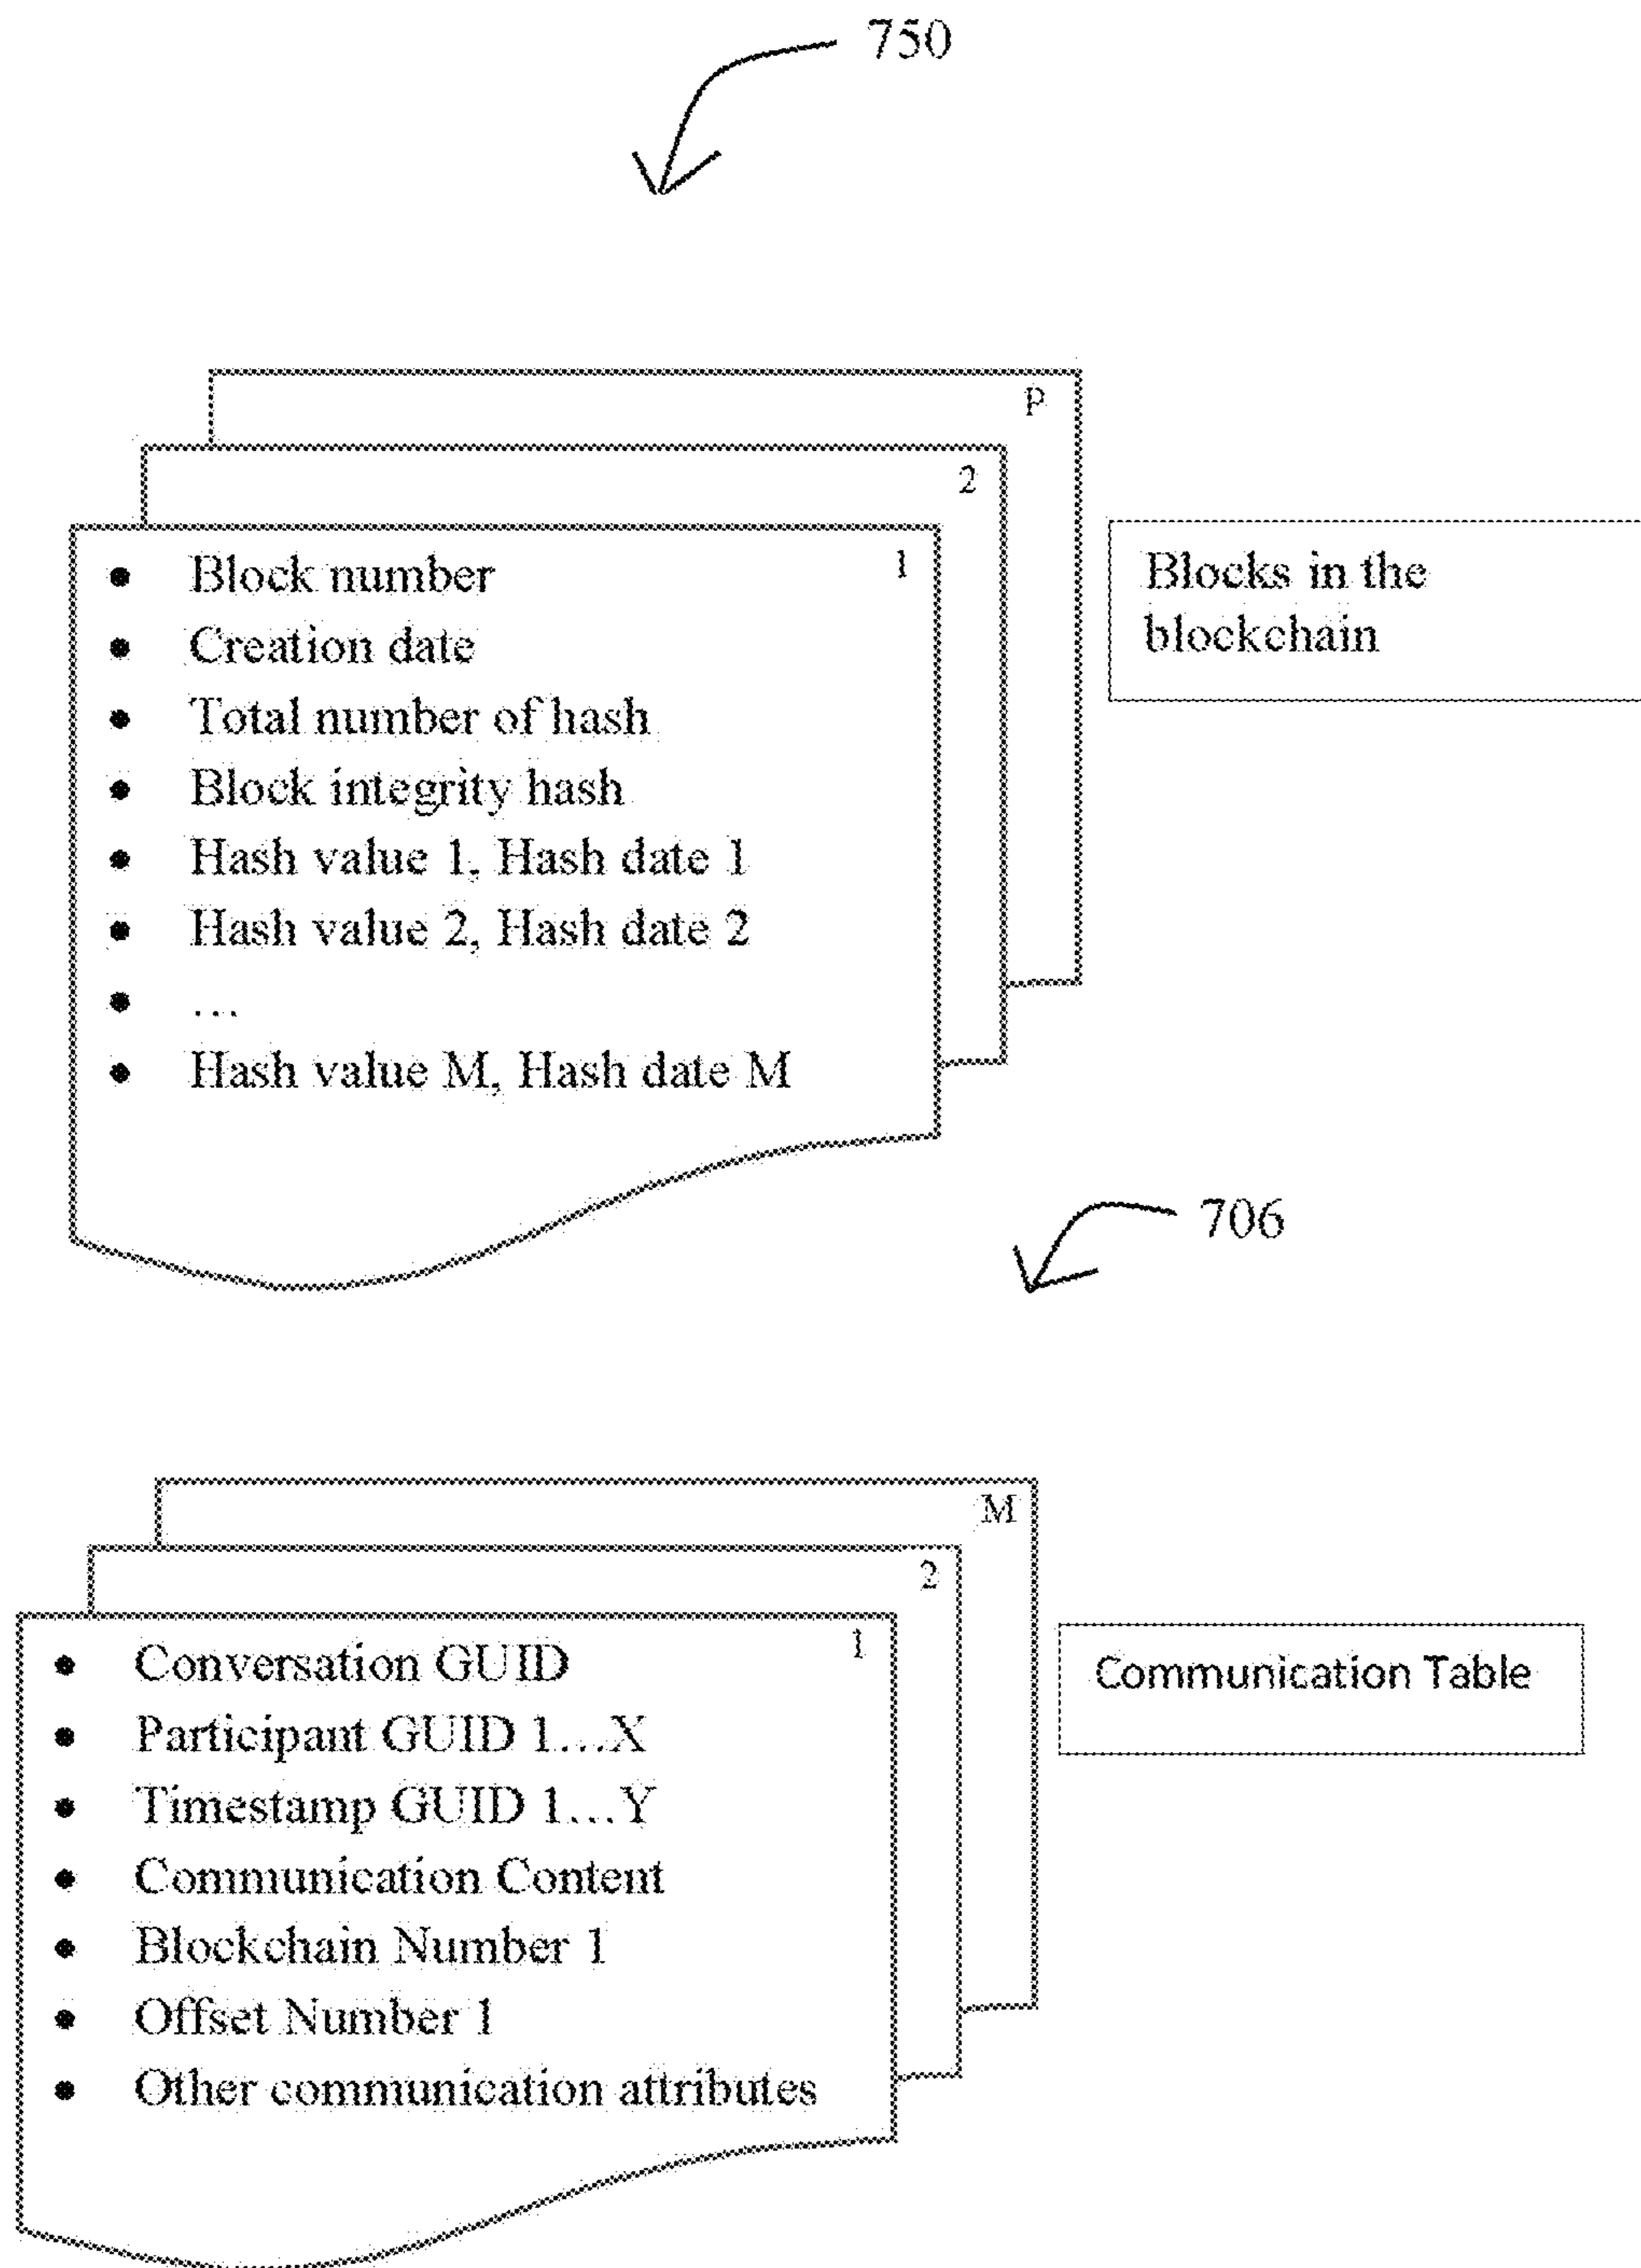 750
P
2
1
• Block number
• Creation date
• Total number of hash
• Block integrity hash
• Hash value 1, Hash date 1
• Hash value 2, Hash date 2
• …
• Hash value M, Hash date M
Blocks in the
blockchain
706
M
2
1
• Conversation GUID
• Participant GUID 1…X
• Timestamp GUID 1…Y
• Communication Content
• Blockchain Number 1
• Offset Number 1
• Other communication attributes
Communication Table